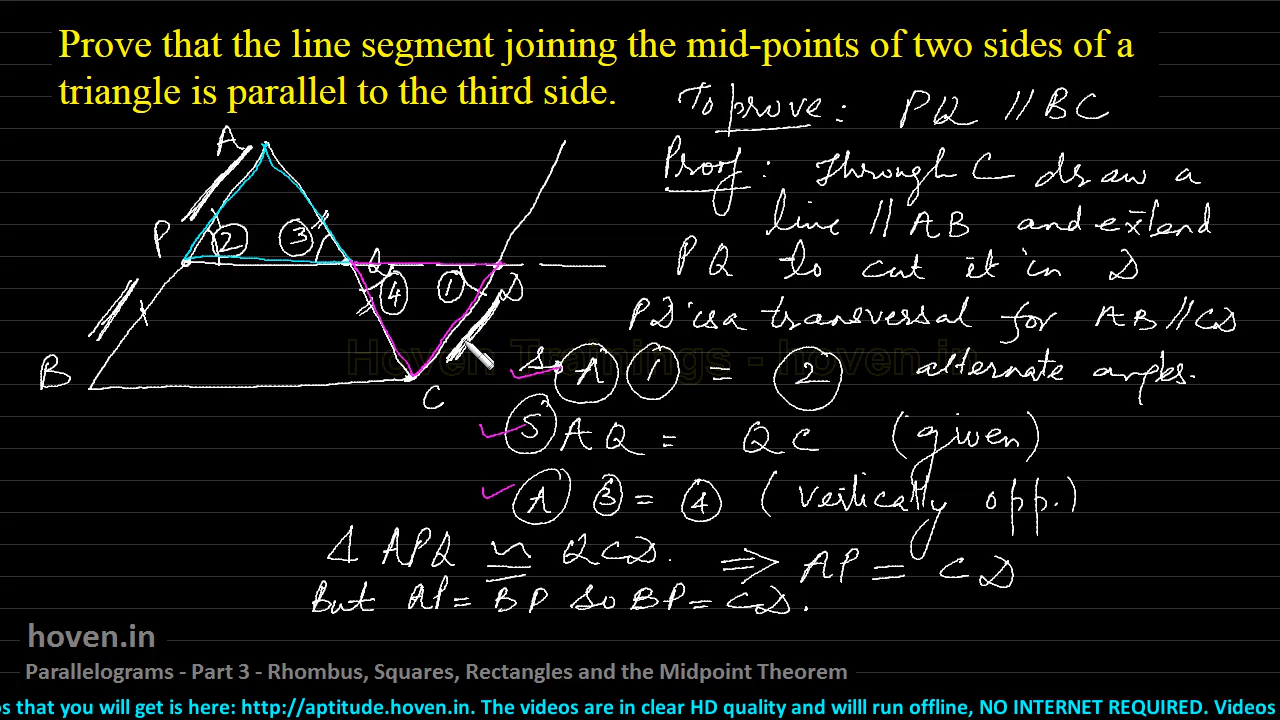 Prove that the line segment joining the mid-points of two sides of a
triangle is parallel to the third side.
To prove: PQ // BC
Proof: Through C draw a
line // AB and extend
PQ to cut it in D
PD is a transversal for AB // CD
So A 1 = 2 alternate angles.
S AQ = QC (given)
A 3 = 4 (vertically opp.)
Δ APQ ≅ QCD. ⇒ AP = CD
But AP = BP So BP = CD.
A
P 2 3 Q
4 1 D
B
C
Hoven Trainings - hoven.in
hoven.in
Parallelograms - Part 3 - Rhombus, Squares, Rectangles and the Midpoint Theorem
s that you will get is here: http://aptitude.hoven.in. The videos are in clear HD quality and willl run offline, NO INTERNET REQUIRED. Videos